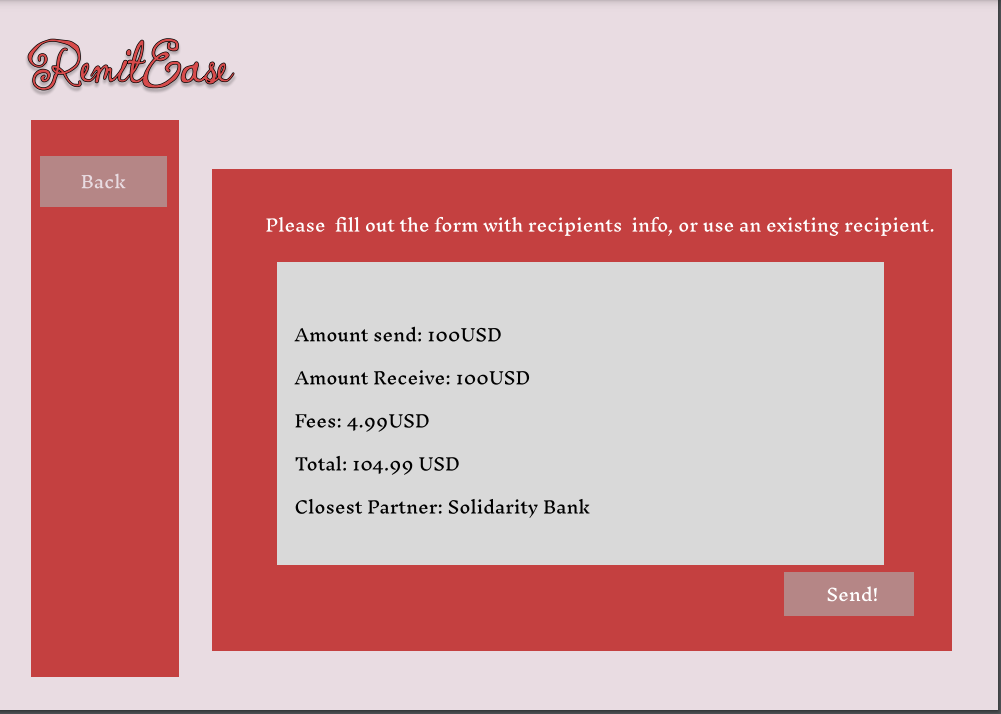 RemitEase
Back
Please fill out the form with recipients info, or use an existing recipient.
Amount send: 100USD
Amount Receive: 100USD
Fees: 4.99USD
Total: 104.99 USD
Closest Partner: Solidarity Bank
Send!